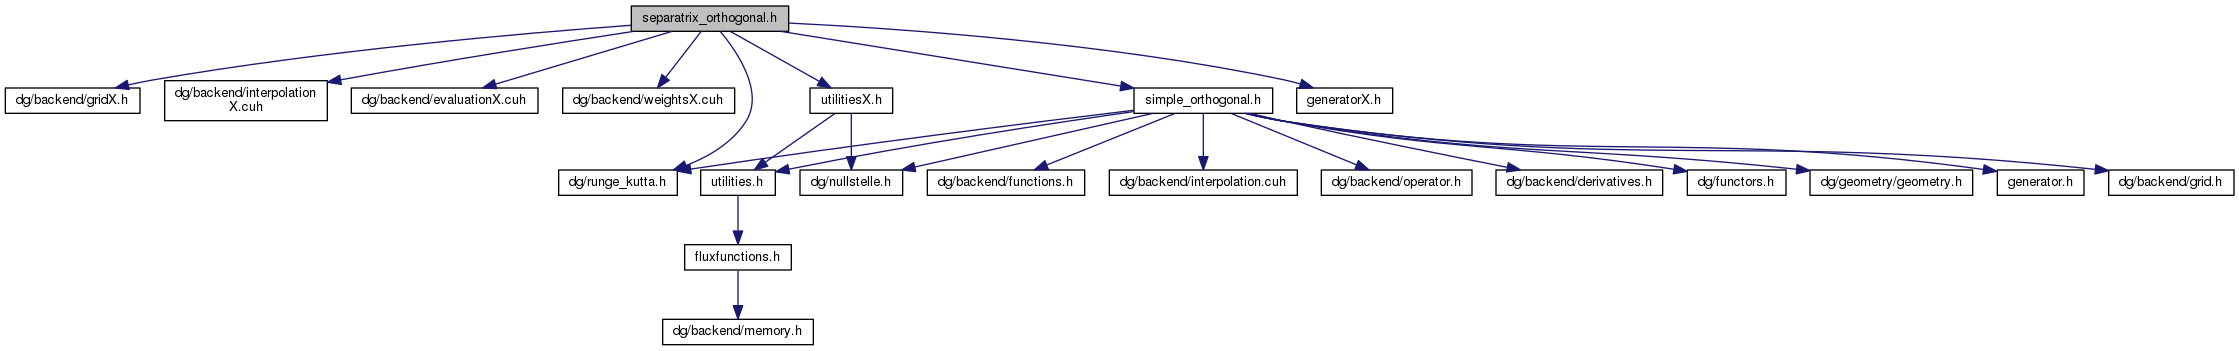 separatrix_orthogonal.h
dg/backend/gridX.h
dg/backend/interpolation
X.cuh
dg/backend/evaluationX.cuh
dg/backend/weightsX.cuh
utilitiesX.h
simple_orthogonal.h
generatorX.h
dg/runge_kutta.h
utilities.h
dg/nullstelle.h
dg/backend/functions.h
dg/backend/interpolation.cuh
dg/backend/operator.h
dg/backend/derivatives.h
dg/functors.h
dg/geometry/geometry.h
generator.h
dg/backend/grid.h
fluxfunctions.h
dg/backend/memory.h